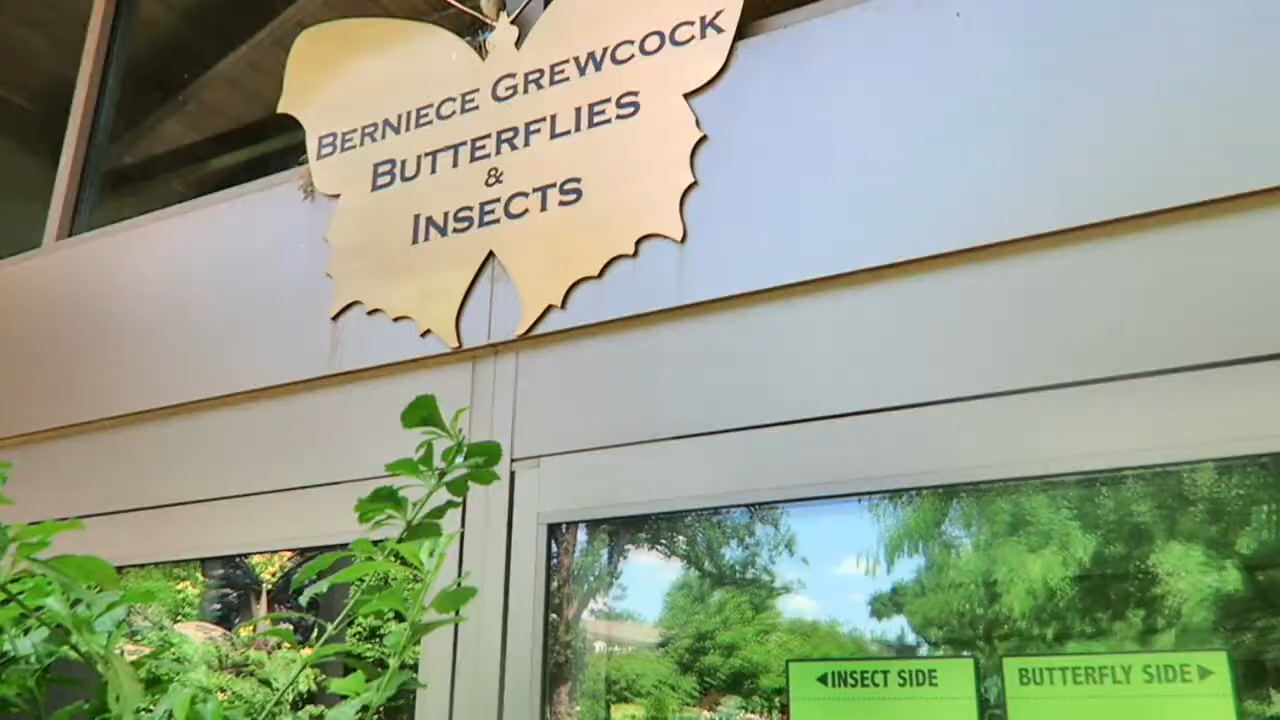 BERNIECE GREWCOCK
BUTTERFLIES
&
INSECTS
◀INSECT SIDE
BUTTERFLY SIDE▶